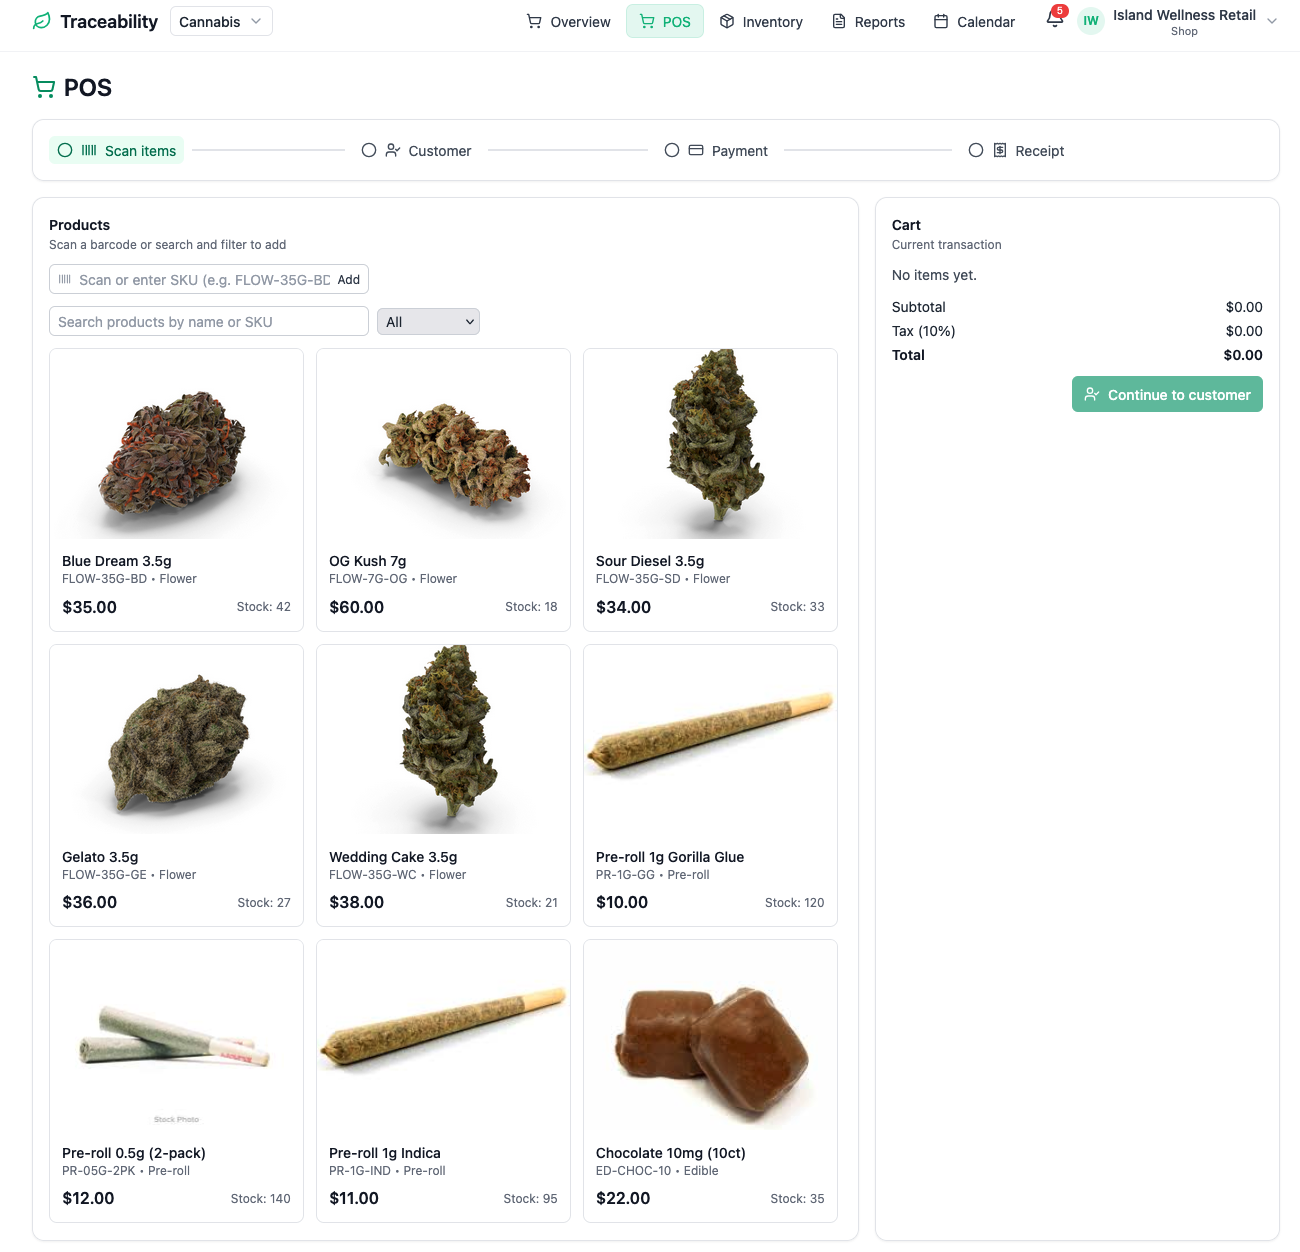 Traceability
Cannabis
Overview
POS
Inventory
Reports
Calendar
5
IW
Island Wellness Retail
Shop
POS
Scan items
Customer
Payment
Receipt
Products
Scan a barcode or search and filter to add
Scan or enter SKU (e.g. FLOW-35G-BD
Add
Search products by name or SKU
All
Blue Dream 3.5g
FLOW-35G-BD • Flower
$35.00
Stock: 42
OG Kush 7g
FLOW-7G-OG • Flower
$60.00
Stock: 18
Sour Diesel 3.5g
FLOW-35G-SD • Flower
$34.00
Stock: 33
Gelato 3.5g
FLOW-35G-GE • Flower
$36.00
Stock: 27
Wedding Cake 3.5g
FLOW-35G-WC • Flower
$38.00
Stock: 21
Pre-roll 1g Gorilla Glue
PR-1G-GG • Pre-roll
$10.00
Stock: 120
Stock Photo
Pre-roll 0.5g (2-pack)
PR-05G-2PK • Pre-roll
$12.00
Stock: 140
Pre-roll 1g Indica
PR-1G-IND • Pre-roll
$11.00
Stock: 95
Chocolate 10mg (10ct)
ED-CHOC-10 • Edible
$22.00
Stock: 35
Cart
Current transaction
No items yet.
Subtotal $0.00
Tax (10%) $0.00
Total $0.00
Continue to customer